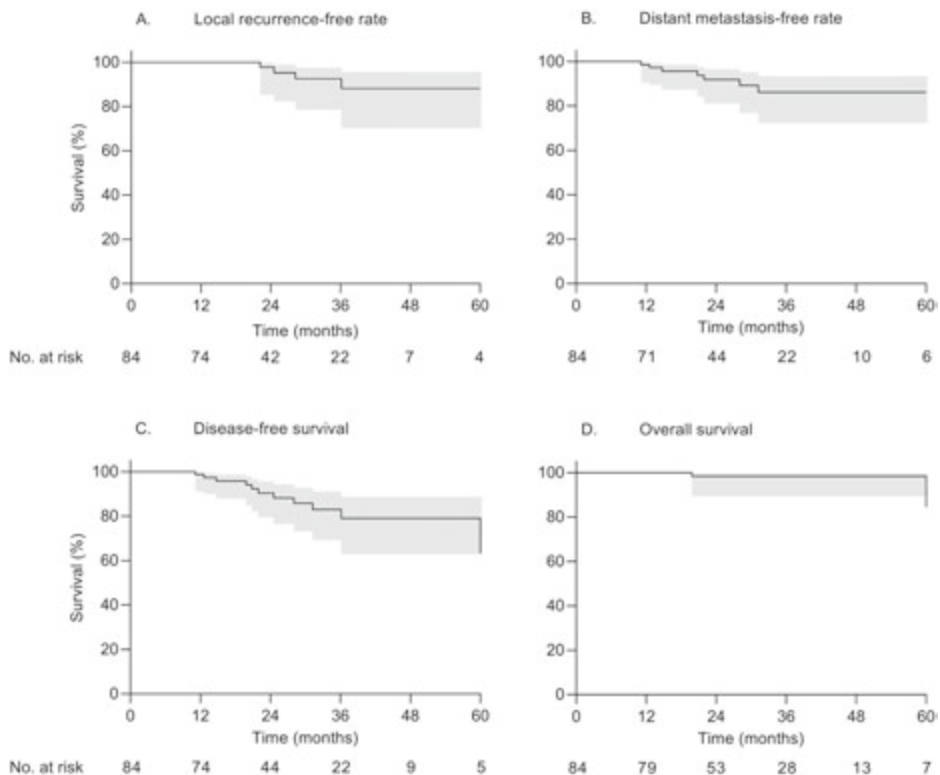 A. Local recurrence-free rate
Survival (%)
100
80
60
40
20
0
0 12 24 36 48 60
Time (months)
No. at risk 84 74 42 22 7 4
B. Distant metastasis-free rate
100
80
60
40
20
0
0 12 24 36 48 60
Time (months)
84 71 44 22 10 6
C. Disease-free survival
Survival (%)
100
80
60
40
20
0
0 12 24 36 48 60
Time (months)
No. at risk 84 74 44 22 9 5
D. Overall survival
100
80
60
40
20
0
0 12 24 36 48 60
Time (months)
84 79 53 28 13 7